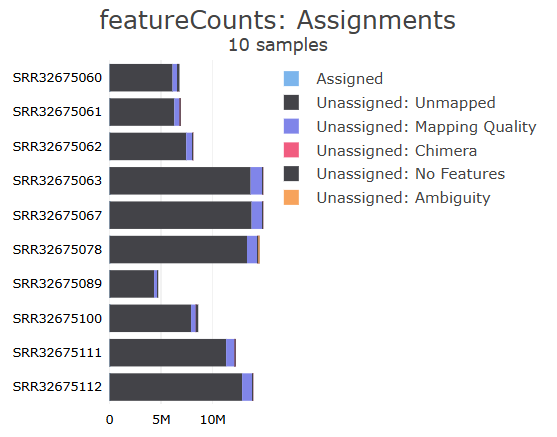 featureCounts: Assignments
10 samples
SRR32675060
SRR32675061
SRR32675062
SRR32675063
SRR32675067
SRR32675078
SRR32675089
SRR32675100
SRR32675111
SRR32675112
0 5M 10M
Assigned
Unassigned: Unmapped
Unassigned: Mapping Quality
Unassigned: Chimera
Unassigned: No Features
Unassigned: Ambiguity